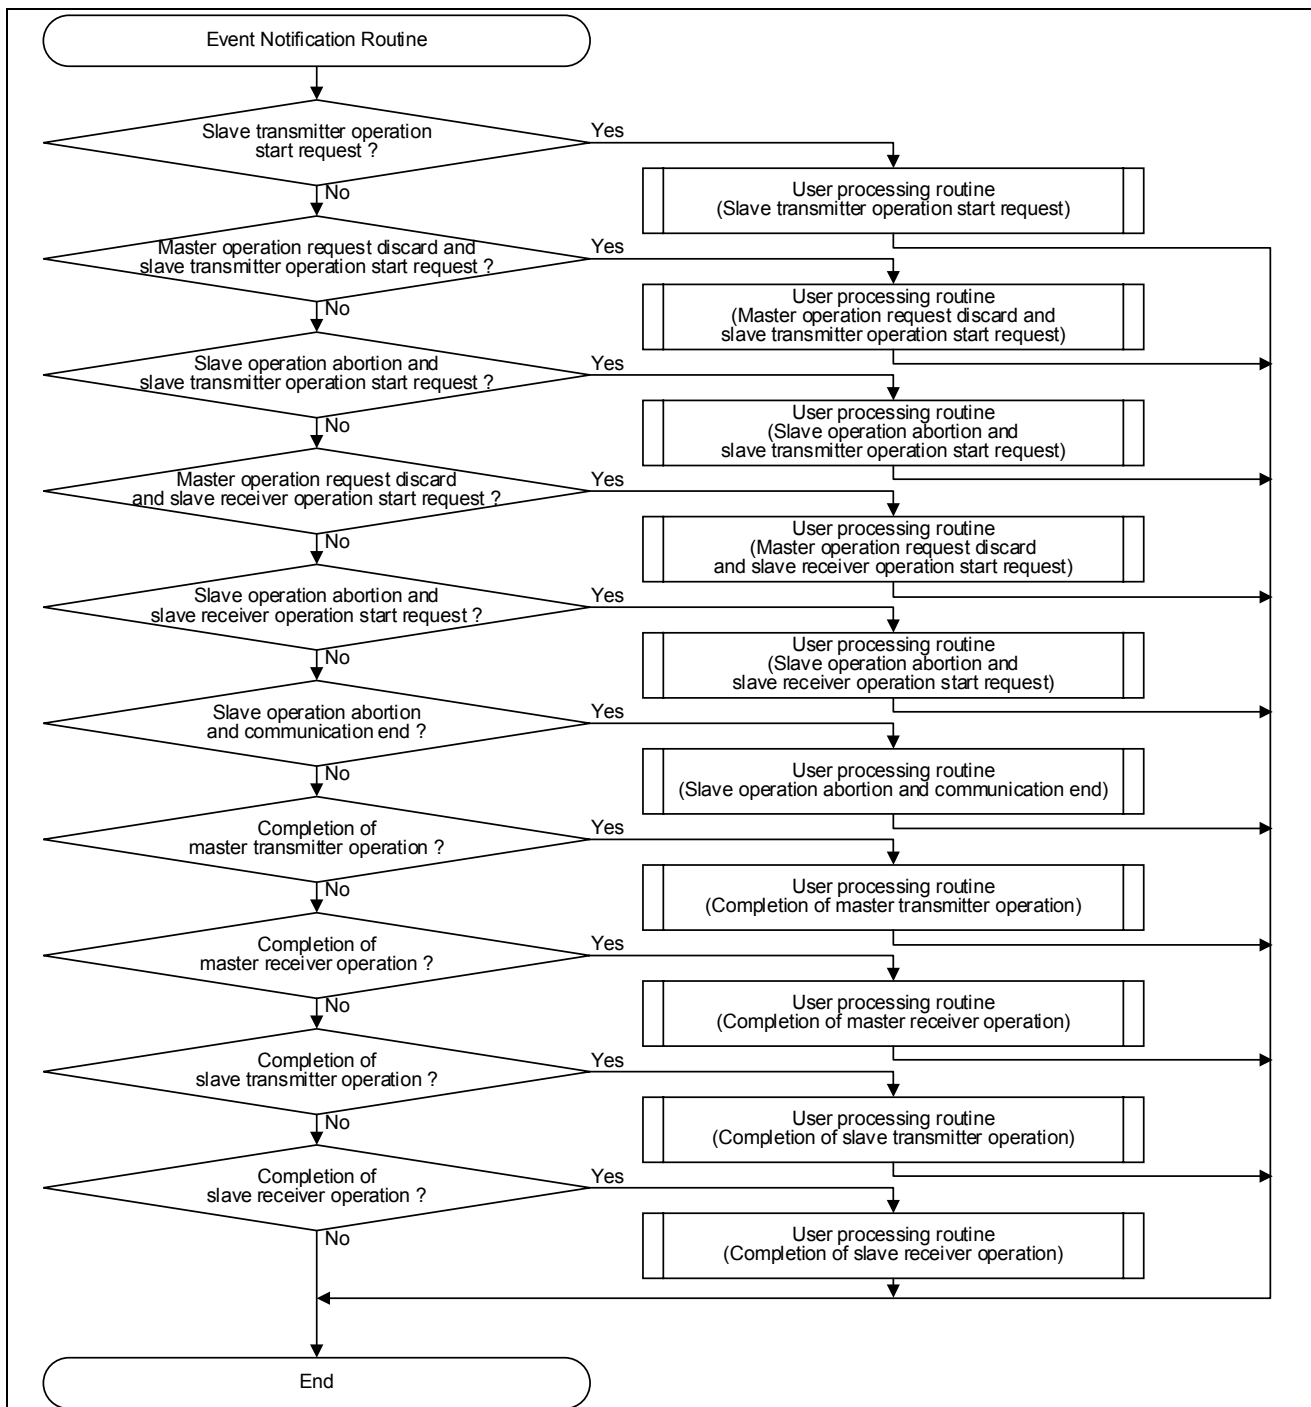 Event Notification Routine
Slave transmitter operation
start request ?
Yes
No
User processing routine
(Slave transmitter operation start request)
Master operation request discard and
slave transmitter operation start request ?
Yes
No
User processing routine
(Master operation request discard and
slave transmitter operation start request)
Slave operation abortion and
slave transmitter operation start request ?
Yes
No
User processing routine
(Slave operation abortion and
slave transmitter operation start request)
Master operation request discard
and slave receiver operation start request ?
Yes
No
User processing routine
(Master operation request discard
and slave receiver operation start request)
Slave operation abortion and
slave receiver operation start request ?
Yes
No
User processing routine
(Slave operation abortion and
slave receiver operation start request)
Slave operation abortion
and communication end ?
Yes
No
User processing routine
(Slave operation abortion and communication end)
Completion of
master transmitter operation ?
Yes
No
User processing routine
(Completion of master transmitter operation)
Completion of
master receiver operation ?
Yes
No
User processing routine
(Completion of master receiver operation)
Completion of
slave transmitter operation ?
Yes
No
User processing routine
(Completion of slave transmitter operation)
Completion of
slave receiver operation ?
Yes
No
User processing routine
(Completion of slave receiver operation)
End